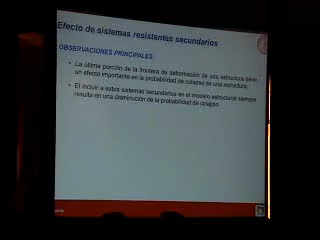 Efecto de sistemas resistentes secundarios
OBSERVACIONES PRINCIPALES:
• La última porción de la frontera de deformación de una estructura tiene
un efecto importante en la probabilidad de colapso de una estructura.
• El incluir a estos sistemas secundarios en el modelo estructural siempre
resulta en una disminución de la probabilidad de colapso.